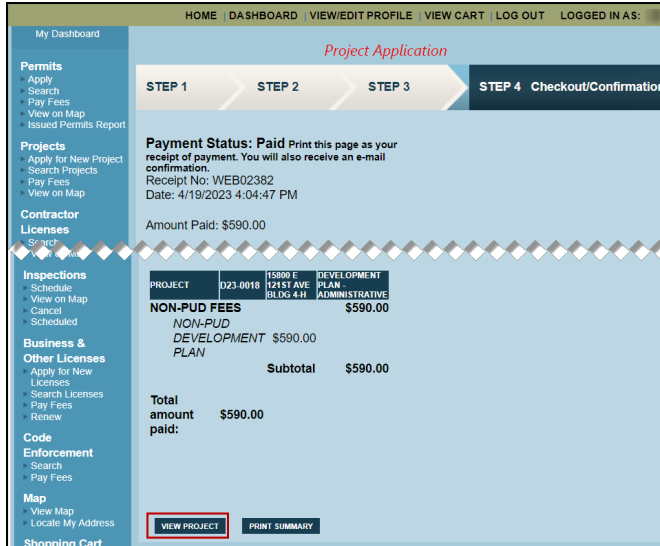 HOME | DASHBOARD | VIEW/EDIT PROFILE | VIEW CART | LOG OUT LOGGED IN AS:
My Dashboard
Project Application
Permits
Apply
Search
Pay Fees
View on Map
Issued Permits Report
Projects
Apply for New Project
Search Projects
Pay Fees
View on Map
Contractor
Licenses
Search
Inspections
Schedule
View on Map
Cancel
Scheduled
Business &
Other Licenses
Apply for New
Licenses
Search Licenses
Pay Fees
Renew
Code
Enforcement
Search
Pay Fees
Map
View Map
Locate My Address
Shopping Cart
STEP 1 STEP 2 STEP 3 STEP 4 Checkout/Confirmation
Payment Status: Paid Print this page as your
receipt of payment. You will also receive an e-mail
confirmation.
Receipt No: WEB02382
Date: 4/19/2023 4:04:47 PM
Amount Paid: $590.00
PROJECT D23-0018 15800 E 121ST AVE BLDG 4-H DEVELOPMENT PLAN - ADMINISTRATIVE
NON-PUD FEES $590.00
NON-PUD
DEVELOPMENT $590.00
PLAN
Subtotal $590.00
Total
amount $590.00
paid:
VIEW PROJECT PRINT SUMMARY